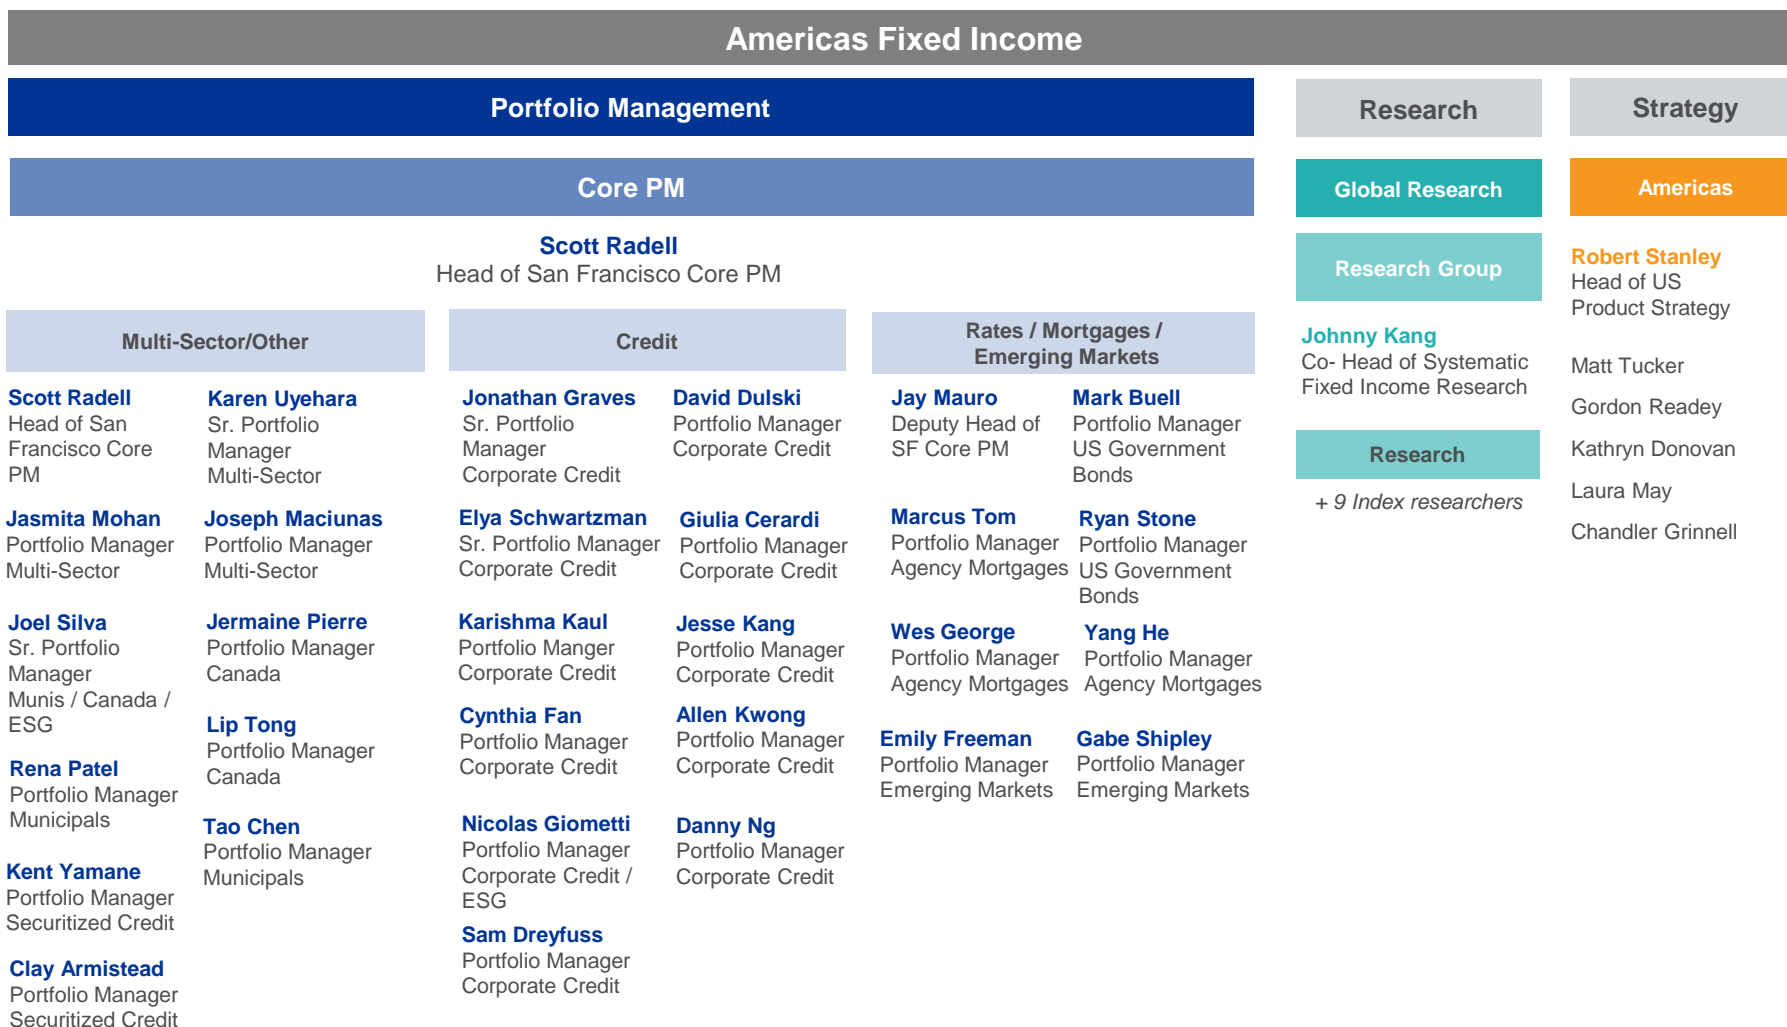 Americas Fixed Income
Portfolio Management
Research
Strategy
Core PM
Global Research
Americas
Scott Radell
Head of San Francisco Core PM
Multi-Sector/Other
Scott Radell
Head of San
Francisco Core
PM
Karen Uyehara
Sr. Portfolio
Manager
Multi-Sector
Jasmita Mohan
Portfolio Manager
Multi-Sector
Joseph Maciunas
Portfolio Manager
Multi-Sector
Joel Silva
Sr. Portfolio
Manager
Munis / Canada /
ESG
Jermaine Pierre
Portfolio Manager
Canada
Lip Tong
Portfolio Manager
Canada
Rena Patel
Portfolio Manager
Municipals
Tao Chen
Portfolio Manager
Municipals
Kent Yamane
Portfolio Manager
Securitized Credit
Clay Armistead
Portfolio Manager
Securitized Credit
Credit
Jonathan Graves
Sr. Portfolio
Manager
Corporate Credit
David Dulski
Portfolio Manager
Corporate Credit
Elya Schwartzman
Sr. Portfolio Manager
Corporate Credit
Giulia Cerardi
Portfolio Manager
Corporate Credit
Karishma Kaul
Portfolio Manger
Corporate Credit
Jesse Kang
Portfolio Manager
Corporate Credit
Cynthia Fan
Portfolio Manager
Corporate Credit
Allen Kwong
Portfolio Manager
Corporate Credit
Nicolas Giometti
Portfolio Manager
Corporate Credit /
ESG
Danny Ng
Portfolio Manager
Corporate Credit
Sam Dreyfuss
Portfolio Manager
Corporate Credit
Rates / Mortgages /
Emerging Markets
Jay Mauro
Deputy Head of
SF Core PM
Mark Buell
Portfolio Manager
US Government
Bonds
Marcus Tom
Portfolio Manager
Agency Mortgages
Ryan Stone
Portfolio Manager
US Government
Bonds
Wes George
Portfolio Manager
Agency Mortgages
Yang He
Portfolio Manager
Agency Mortgages
Emily Freeman
Portfolio Manager
Emerging Markets
Gabe Shipley
Portfolio Manager
Emerging Markets
Research Group
Johnny Kang
Co- Head of Systematic
Fixed Income Research
Research
+ 9 Index researchers
Robert Stanley
Head of US
Product Strategy
Matt Tucker
Gordon Readey
Kathryn Donovan
Laura May
Chandler Grinnell